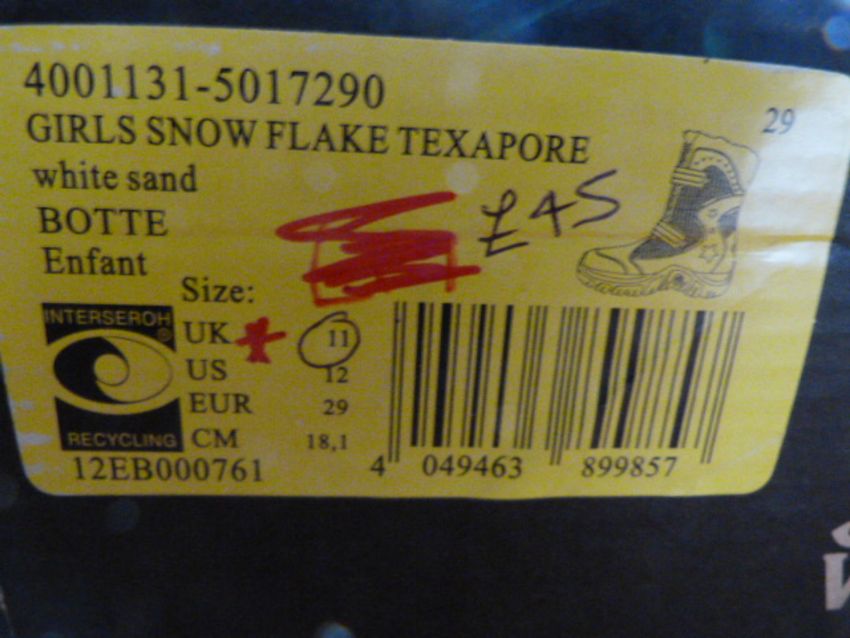 4001131-5017290
29
GIRLS SNOW FLAKE TEXAPORE
white sand
BOTTE
£45
Enfant
Size:
INTERSEROH ®
UK 11
US 12
EUR 29
RECYCLING
CM 18,1
12EB000761
4 049463 899857